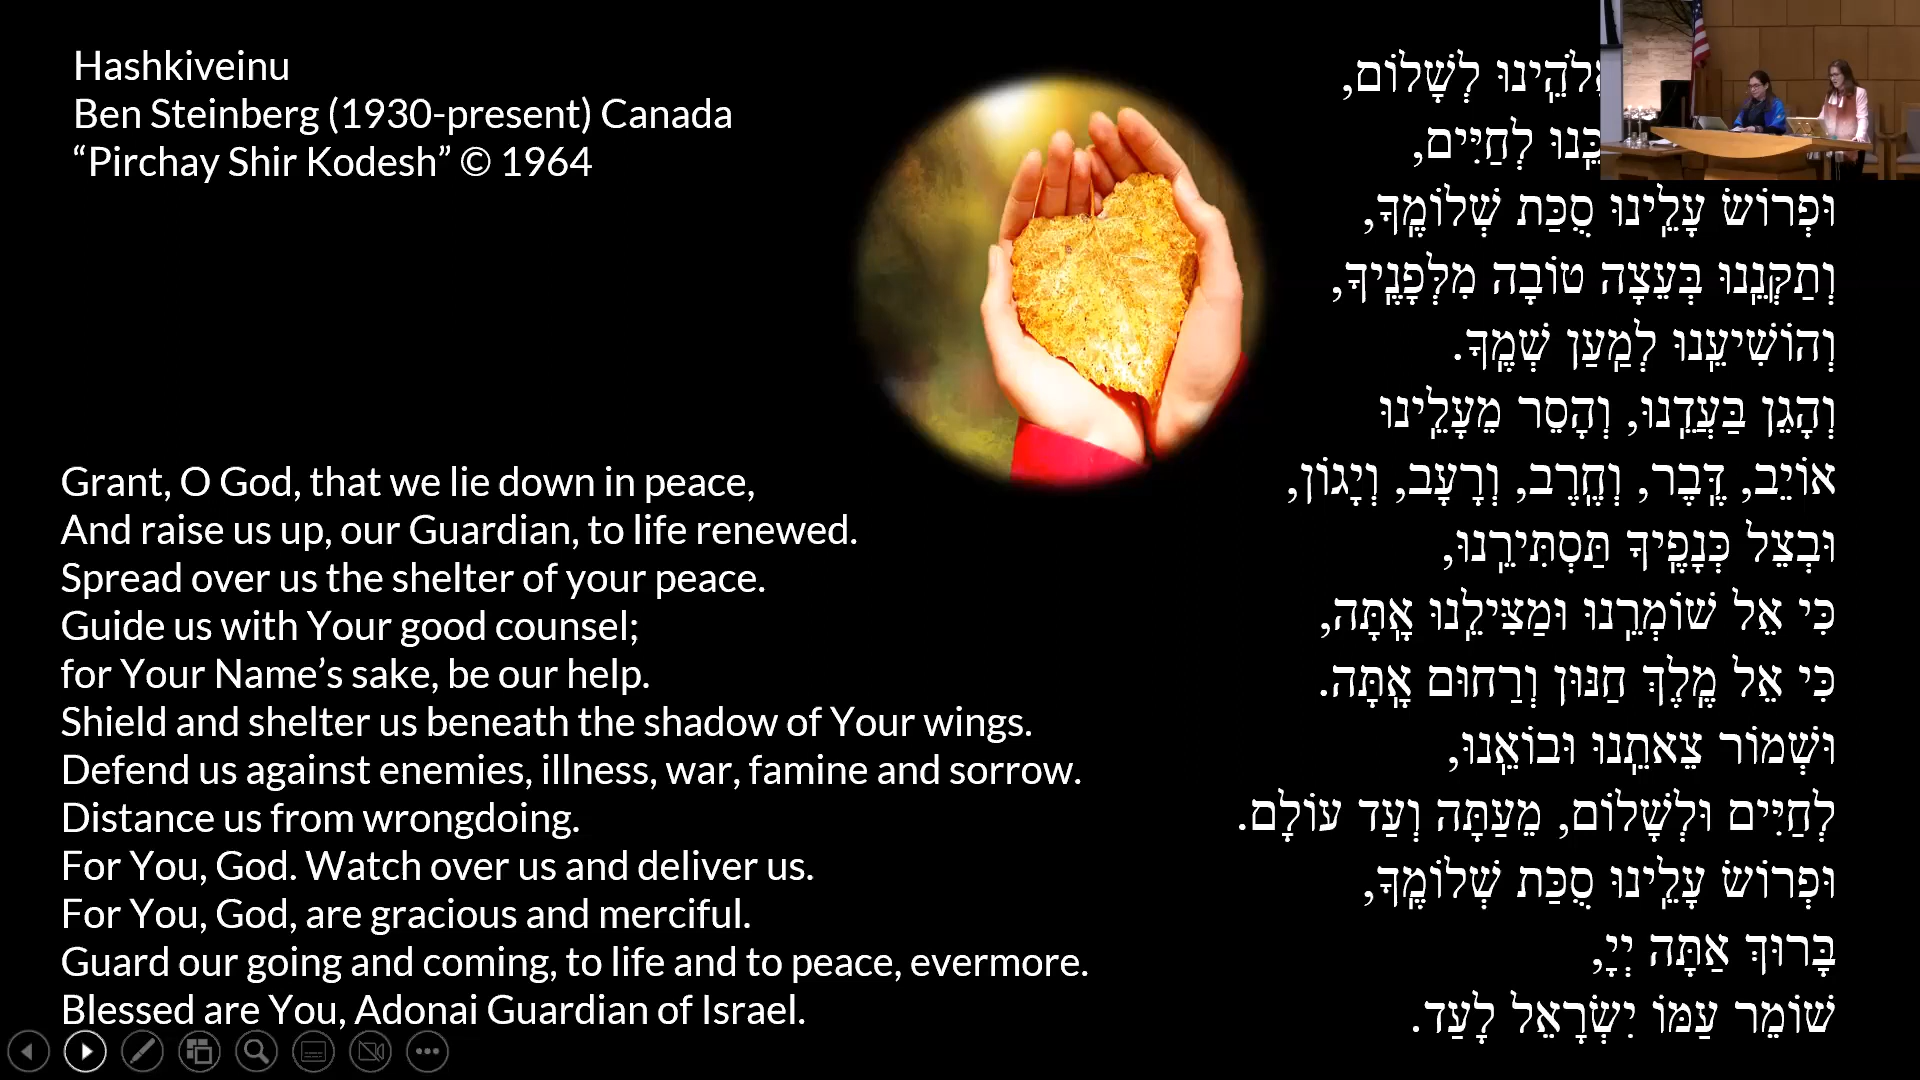 Hashkiveinu
Ben Steinberg (1930-present) Canada
“Pirchay Shir Kodesh” © 1964
Grant, O God, that we lie down in peace,
And raise us up, our Guardian, to life renewed.
Spread over us the shelter of your peace.
Guide us with Your good counsel;
for Your Name’s sake, be our help.
Shield and shelter us beneath the shadow of Your wings.
Defend us against enemies, illness, war, famine and sorrow.
Distance us from wrongdoing.
For You, God. Watch over us and deliver us.
For You, God, are gracious and merciful.
Guard our going and coming, to life and to peace, evermore.
Blessed are You, Adonai Guardian of Israel.
לְשָׁלוֹם,
לְחַיִּים,
וּפְרוֹשׂ עָלֵֽינוּ סֻכַּת שְׁלוֹמֶֽךָ,
וְתַקְּנֵֽנוּ בְּעֵצָה טוֹבָה מִלְּפָנֶֽיךָ,
וְהוֹשִׁיעֵֽנוּ לְמַֽעַן שְׁמֶֽךָ.
וְהָגֵן בַּעֲדֵֽנוּ, וְהָסֵר מֵעָלֵֽינוּ
אוֹיֵב, דֶּֽבֶר, וְחֶֽרֶב, וְרָעָב, וְיָגוֹן,
וּבְצֵל כְּנָפֶֽיךָ תַּסְתִּירֵֽנוּ,
כִּי אֵל שׁוֹמְרֵֽנוּ וּמַצִּילֵֽנוּ אָֽתָּה,
כִּי אֵל מֶֽלֶךְ חַנּוּן וְרַחוּם אָֽתָּה.
וּשְׁמוֹר צֵאתֵֽנוּ וּבוֹאֵֽנוּ,
לְחַיִּים וּלְשָׁלוֹם, מֵעַתָּה וְעַד עוֹלָם.
וּפְרוֹשׂ עָלֵֽינוּ סֻכַּת שְׁלוֹמֶֽךָ,
בָּרוּךְ אַתָּה יְיָ,
שׁוֹמֵר עַמּוֹ יִשְׂרָאֵל לָעַד.